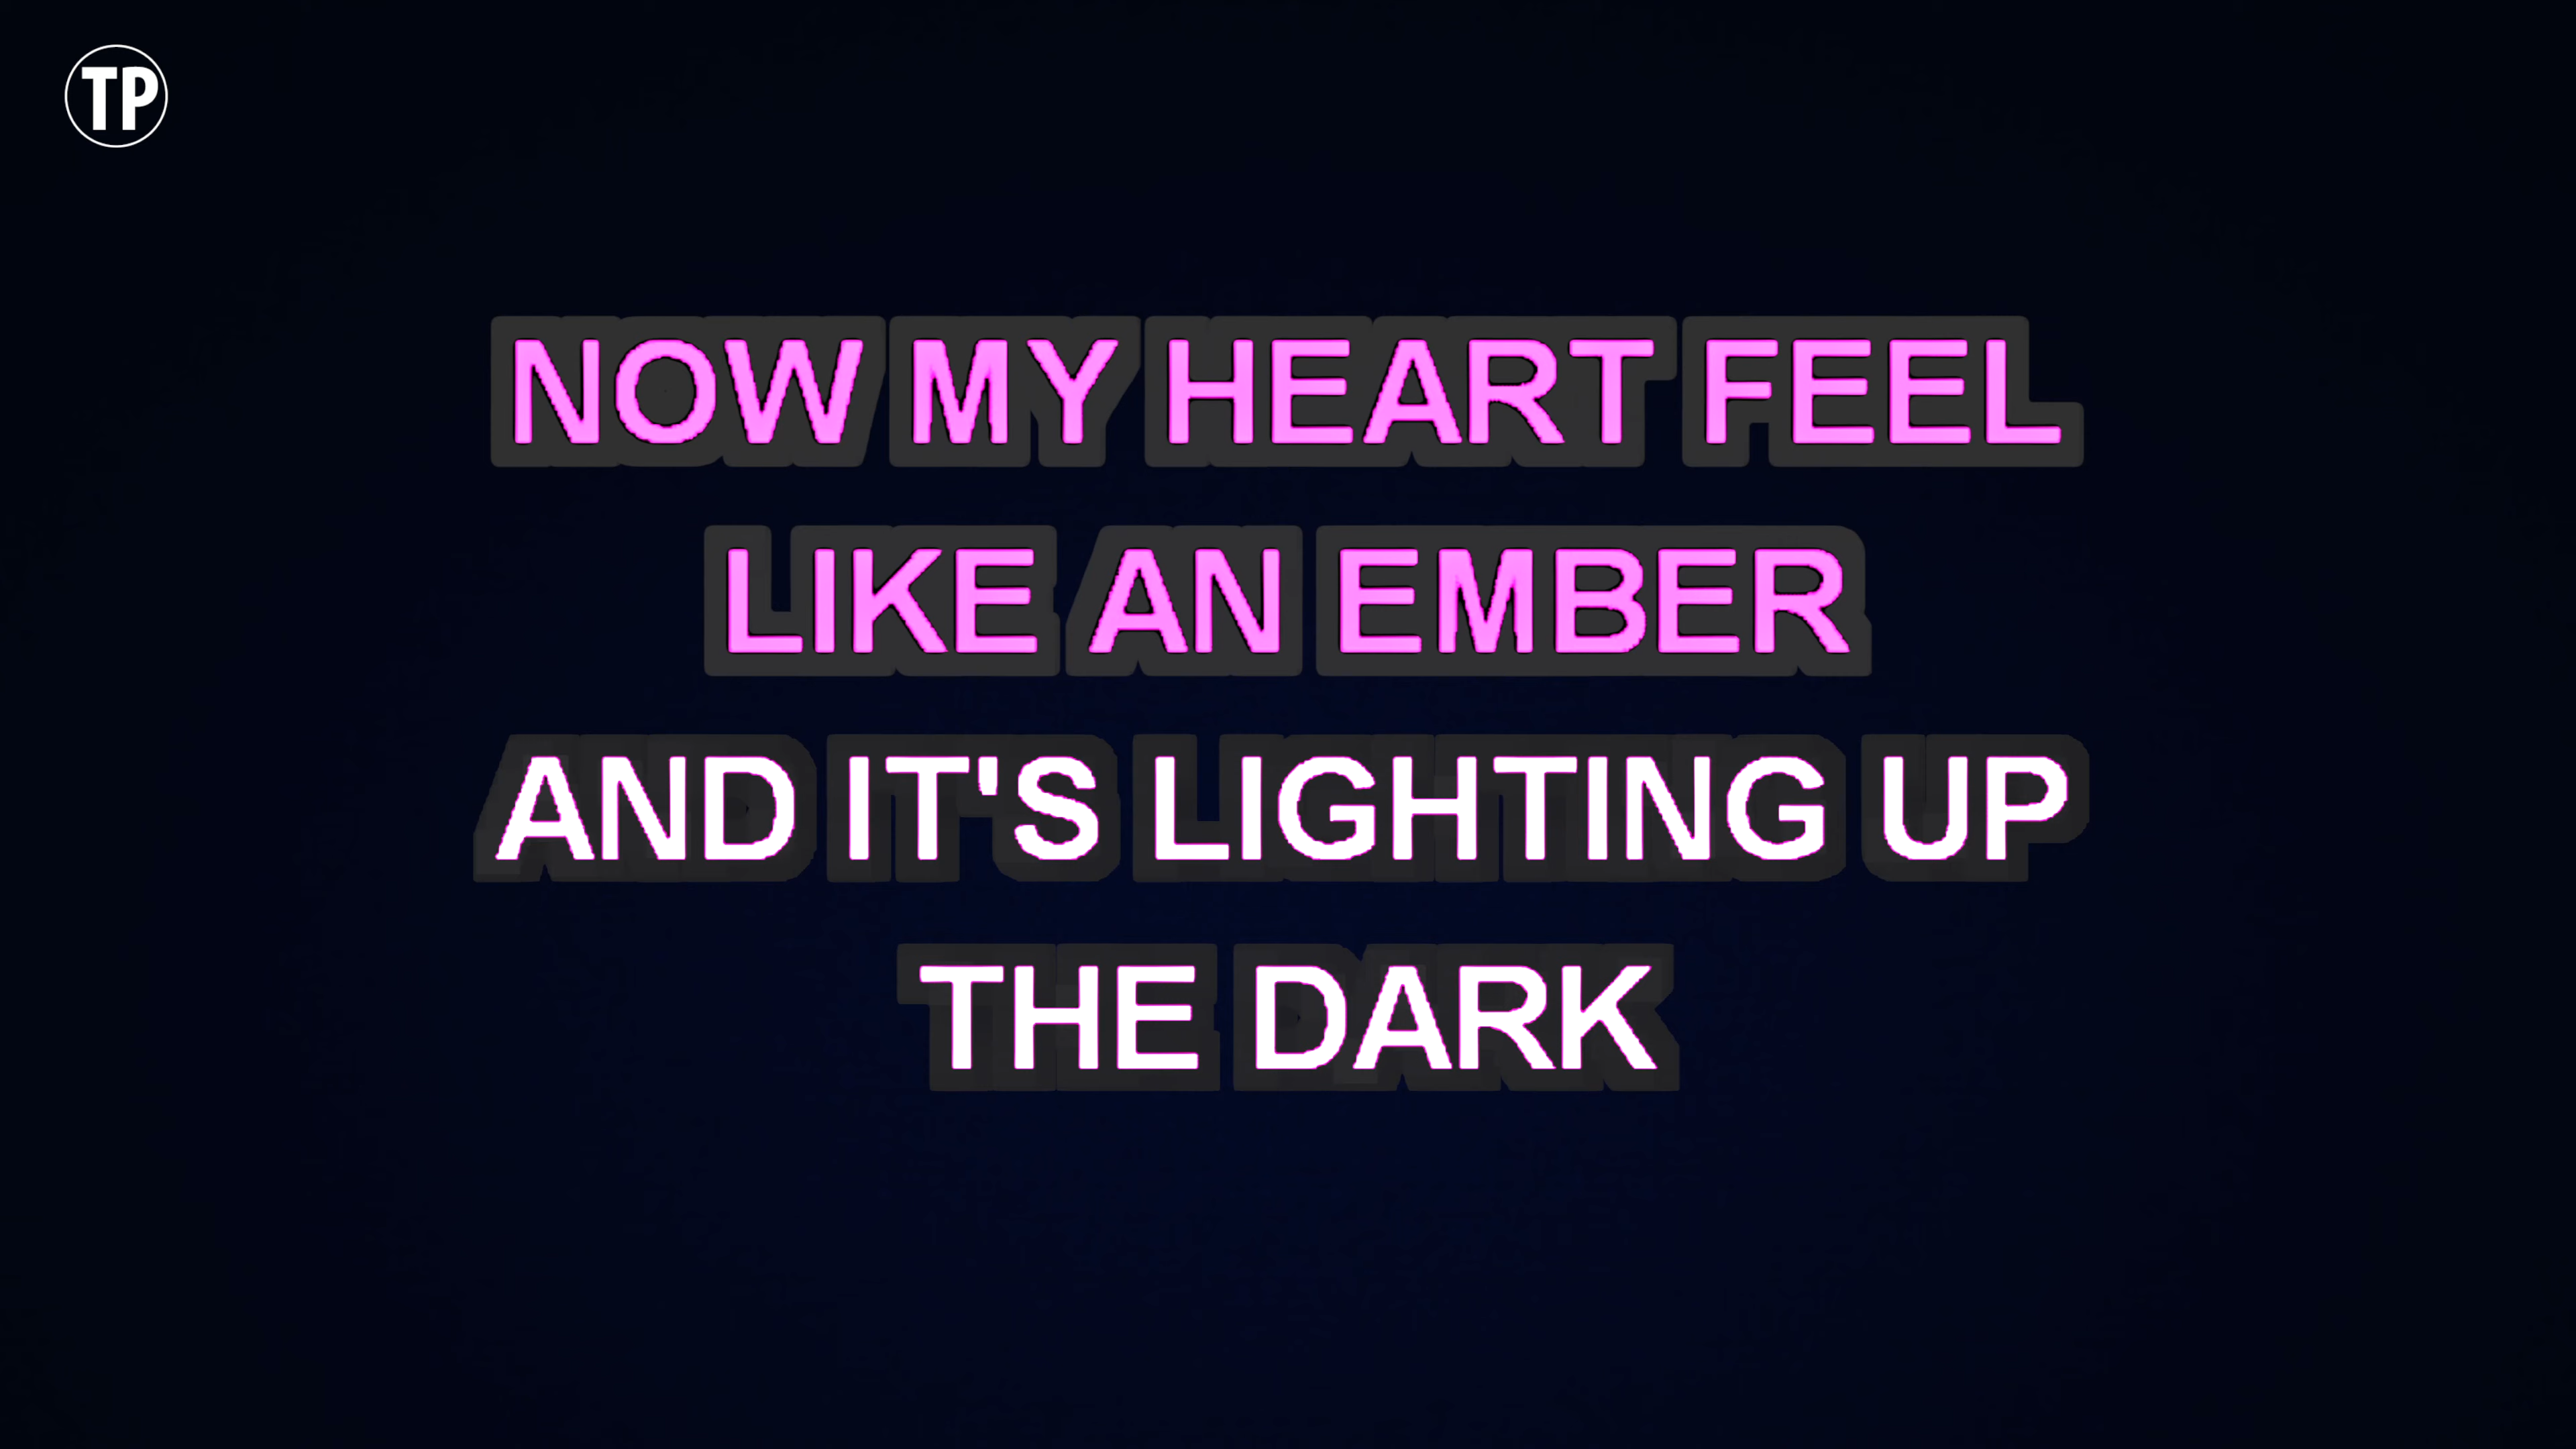 TP
NOW MY HEART FEEL
LIKE AN EMBER
AND IT'S LIGHTING UP
THE DARK